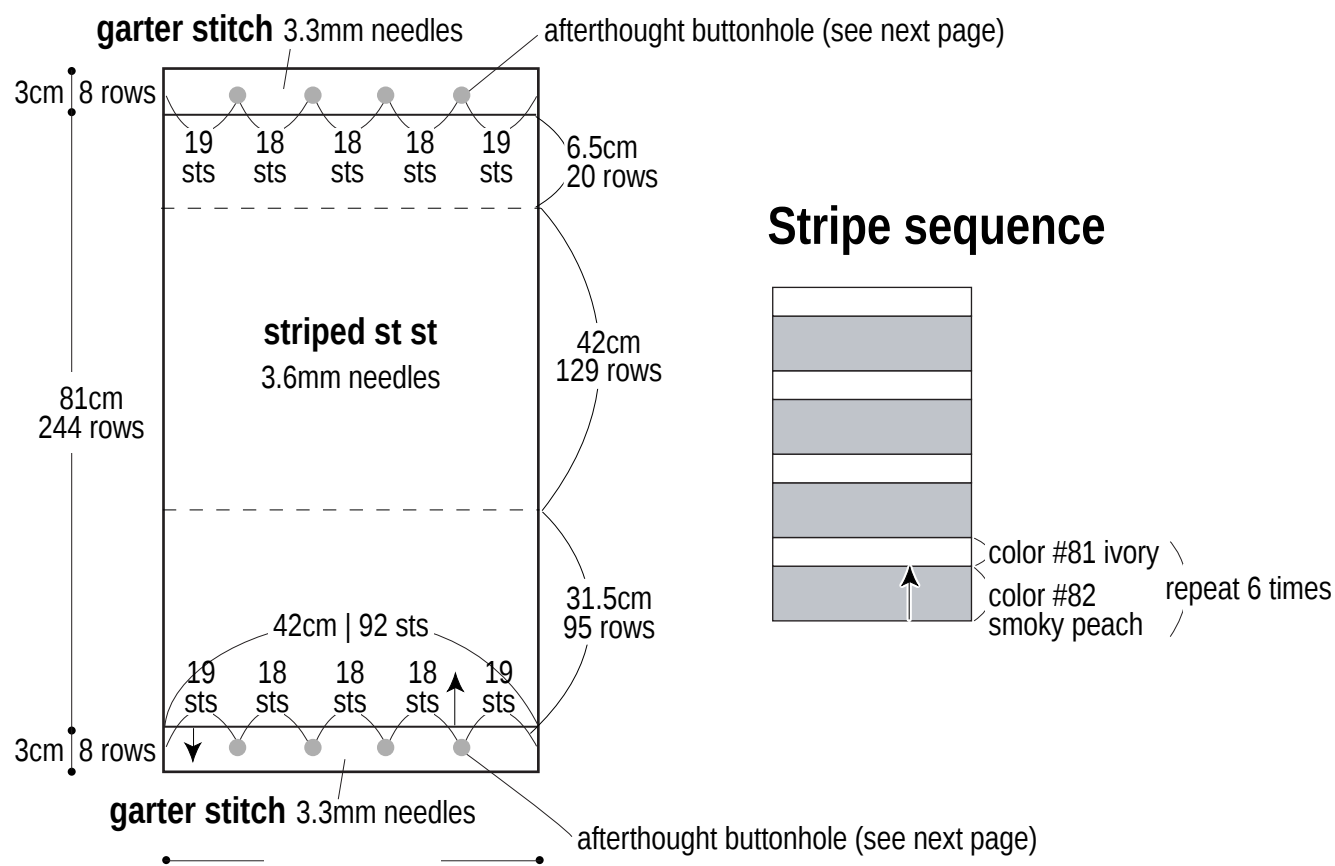 garter stitch 3.3mm needles
afterthought buttonhole (see next page)
3cm | 8 rows
19 18 18 18 19
sts sts sts sts sts
6.5cm
20 rows
Stripe sequence
striped st st
3.6mm needles
42cm
129 rows
81cm
244 rows
color #81 ivory
color #82
smoky peach
repeat 6 times
31.5cm
95 rows
42cm | 92 sts
19 18 18 18 19
sts sts sts sts sts
3cm | 8 rows
garter stitch 3.3mm needles
afterthought buttonhole (see next page)